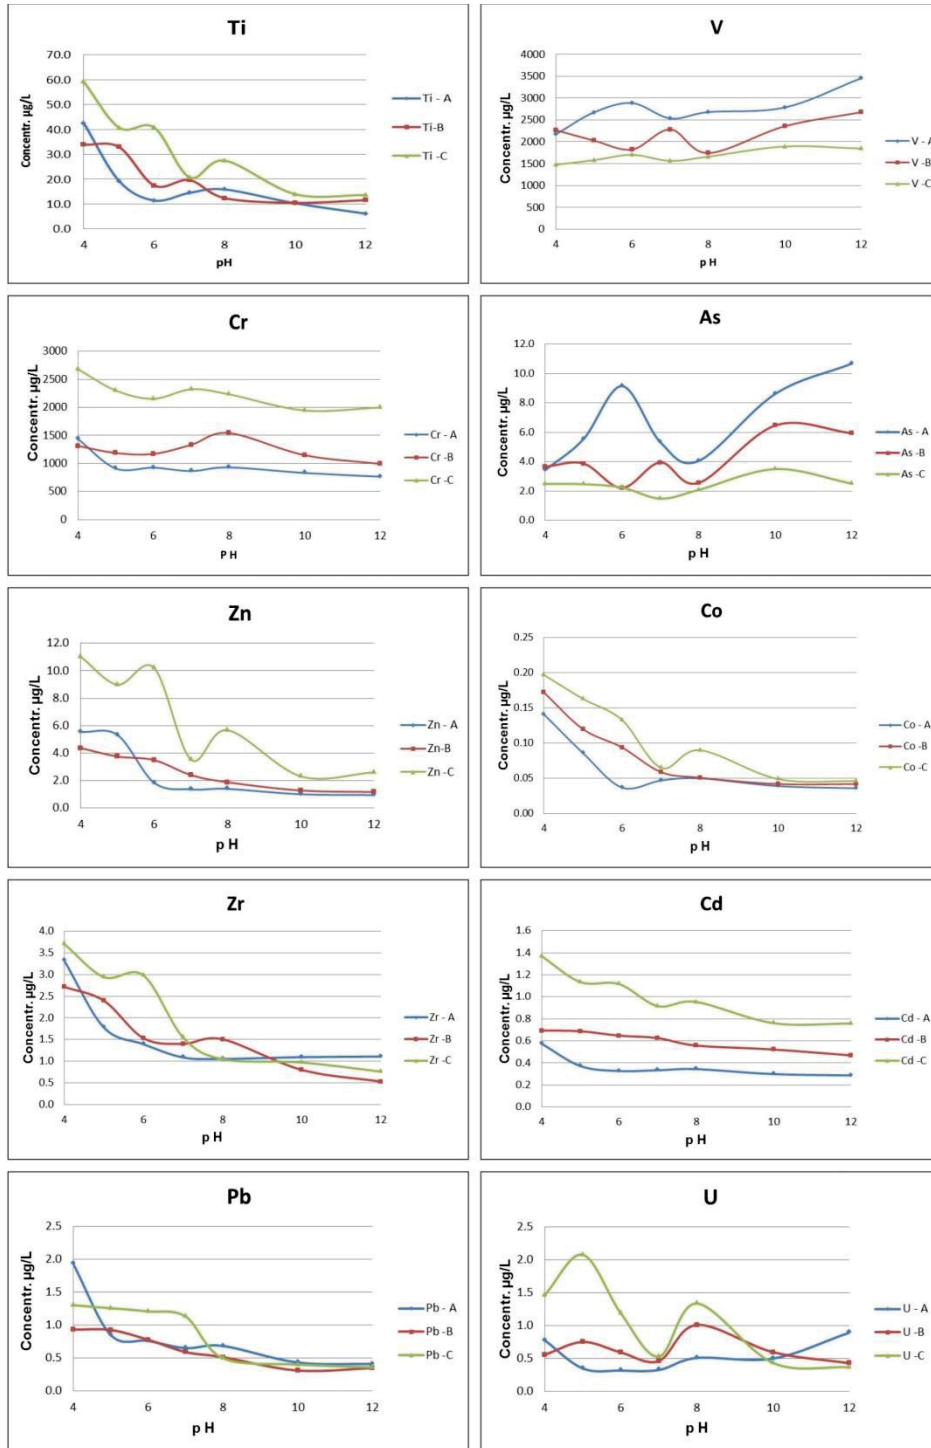 Ti
Concentr. µg/L
70.0
60.0
50.0
40.0
30.0
20.0
10.0
0.0
4 6 8 10 12
pH
Ti - A
Ti-B
Ti -C
V
Concentr. µg/L
4000
3500
3000
2500
2000
1500
1000
500
0
4 6 8 10 12
p H
V - A
V -B
V -C
Cr
Concentr. µg/L
3000
2500
2000
1500
1000
500
0
4 6 8 10 12
P H
Cr - A
Cr -B
Cr -C
As
Concentr. µg/L
12.0
10.0
8.0
6.0
4.0
2.0
0.0
4 6 8 10 12
p H
As - A
As -B
As -C
Zn
Concentr. µg/L
12.0
10.0
8.0
6.0
4.0
2.0
0.0
4 6 8 10 12
p H
Zn - A
Zn-B
Zn -C
Co
Concentr. µg/L
0.25
0.20
0.15
0.10
0.05
0.00
4 6 8 10 12
p H
Co - A
Co -B
Co -C
Zr
Concentr. µg/L
4.0
3.5
3.0
2.5
2.0
1.5
1.0
0.5
0.0
4 6 8 10 12
p H
Zr - A
Zr -B
Zr -C
Cd
Concentr. µg/L
1.6
1.4
1.2
1.0
0.8
0.6
0.4
0.2
0.0
4 6 8 10 12
p H
Cd - A
Cd -B
Cd -C
Pb
Concentr. µg/L
2.5
2.0
1.5
1.0
0.5
0.0
4 6 8 10 12
p H
Pb - A
Pb -B
Pb -C
U
Concentr. µg/L
2.5
2.0
1.5
1.0
0.5
0.0
4 6 8 10 12
p H
U - A
U -B
U -C